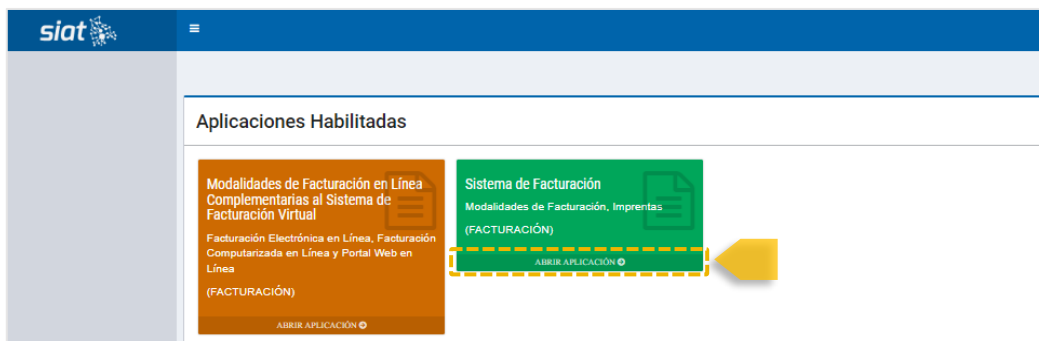 siat
Aplicaciones Habilitadas
Modalidades de Facturación en Línea
Complementarias al Sistema de
Facturación Virtual
Facturación Electrónica en Línea, Facturación
Computarizada en Línea y Portal Web en
Línea
(FACTURACIÓN)
ABRIR APLICACIÓN
Sistema de Facturación
Modalidades de Facturación, Imprentas
(FACTURACIÓN)
ABRIR APLICACIÓN